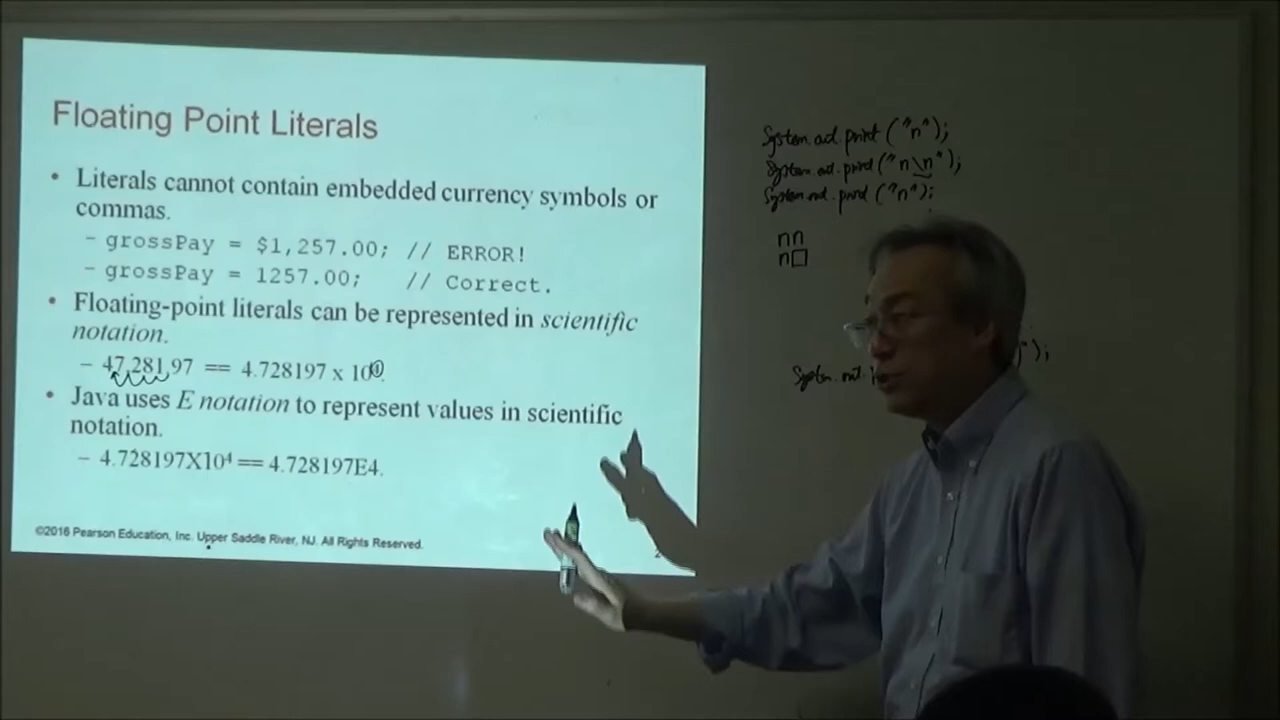 Floating Point Literals
• Literals cannot contain embedded currency symbols or
commas.
– grossPay = $1,257.00; // ERROR!
– grossPay = 1257.00; // Correct.
• Floating-point literals can be represented in scientific
notation.
– 47,281.97 == 4.728197 x 10⁴.
• Java uses E notation to represent values in scientific
notation.
– 4.728197X10⁴ == 4.728197E4.
©2016 Pearson Education, Inc. Upper Saddle River, NJ. All Rights Reserved.
System.out.print("n");
System.out.print("n\n");
System.out.print("n");
nn
n□
System.out.
");